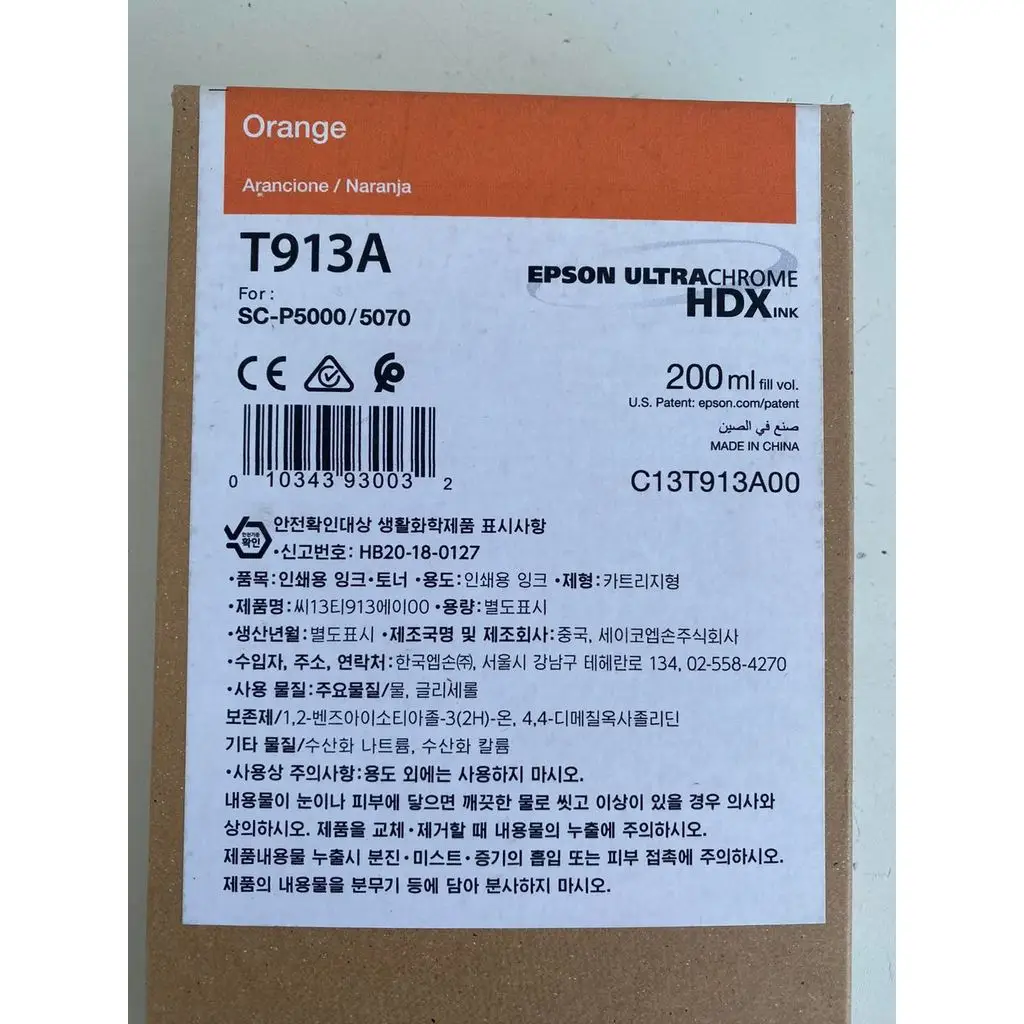 Orange
Arancione / Naranja
T913A
For :
SC-P5000/5070
EPSON ULTRACHROME
HDX INK
200 ml fill vol.
U.S. Patent: epson.com/patent
صنع في الصين
MADE IN CHINA
C13T913A00
0 10343 93003 2
안전기준
확인
안전확인대상 생활화학제품 표시사항
•신고번호: HB20-18-0127
•품목:인쇄용 잉크•토너 •용도:인쇄용 잉크 •제형:카트리지형
•제품명:씨13티913에이00 •용량:별도표시
•생산년월:별도표시 •제조국명 및 제조회사:중국, 세이코엡손주식회사
•수입자, 주소, 연락처:한국엡손㈜, 서울시 강남구 테헤란로 134, 02-558-4270
•사용 물질:주요물질/물, 글리세롤
보존제/1,2-벤즈아이소티아졸-3(2H)-온, 4,4-디메칠옥사졸리딘
기타 물질/수산화 나트륨, 수산화 칼륨
•사용상 주의사항:용도 외에는 사용하지 마시오.
내용물이 눈이나 피부에 닿으면 깨끗한 물로 씻고 이상이 있을 경우 의사와
상의하시오. 제품을 교체•제거할 때 내용물의 누출에 주의하시오.
제품내용물 누출시 분진•미스트•증기의 흡입 또는 피부 접촉에 주의하시오.
제품의 내용물을 분무기 등에 담아 분사하지 마시오.